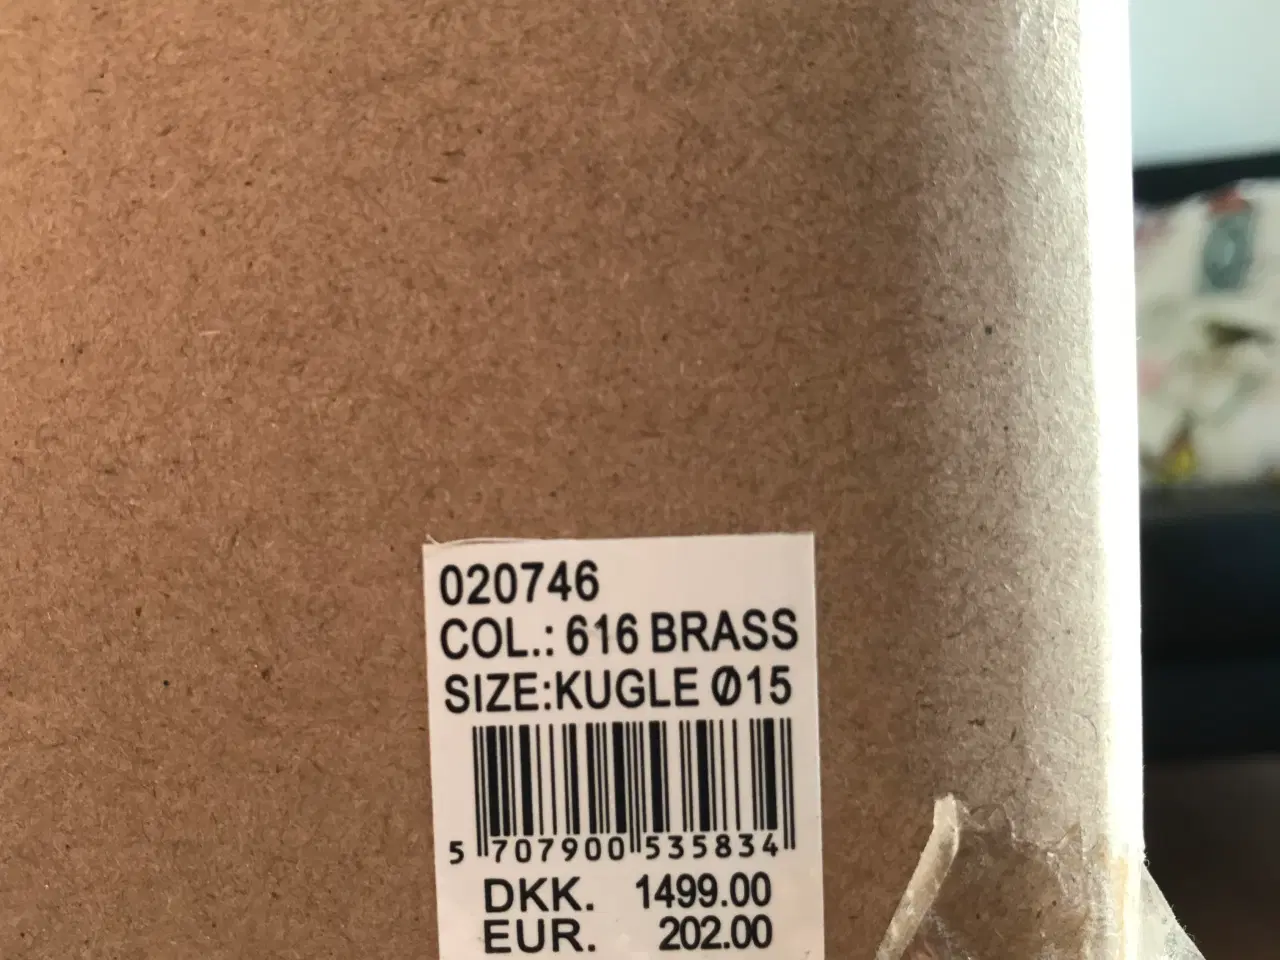 020746
COL.: 616 BRASS
SIZE:KUGLE Ø15
5 707900 535834
DKK. 1499.00
EUR. 202.00